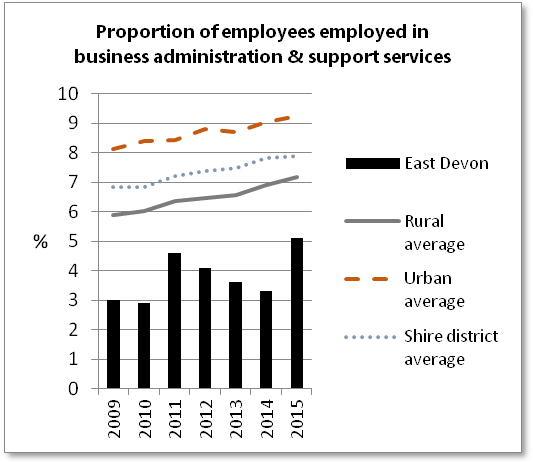 Proportion of employees employed in
business administration & support services
10
9
8
7
6
5
4
3
2
1
0
%
2009
2010
2011
2012
2013
2014
2015
East Devon
Rural
average
Urban
average
Shire district
average